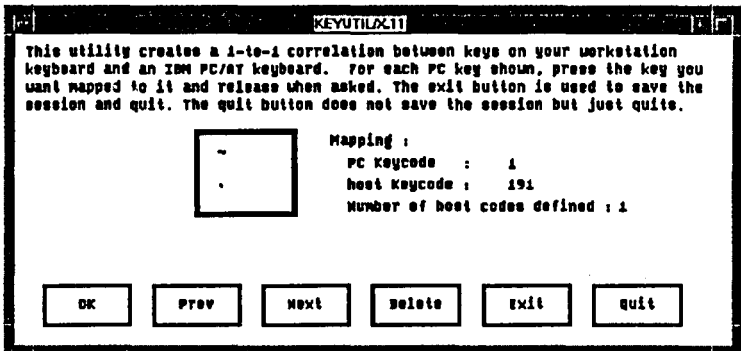 KEYUTIL/X11
This utility creates a 1-to-1 correlation between keys on your workstation
keyboard and an IBM PC/AT keyboard. For each PC key shown, press the key you
want mapped to it and release when asked. The exit button is used to save the
session and quit. The quit button does not save the session but just quits.
~
Mapping :
PC Keycode : 1
`
host Keycode : 191
Number of host codes defined : 1
OK Prev Next Delete Exit Quit